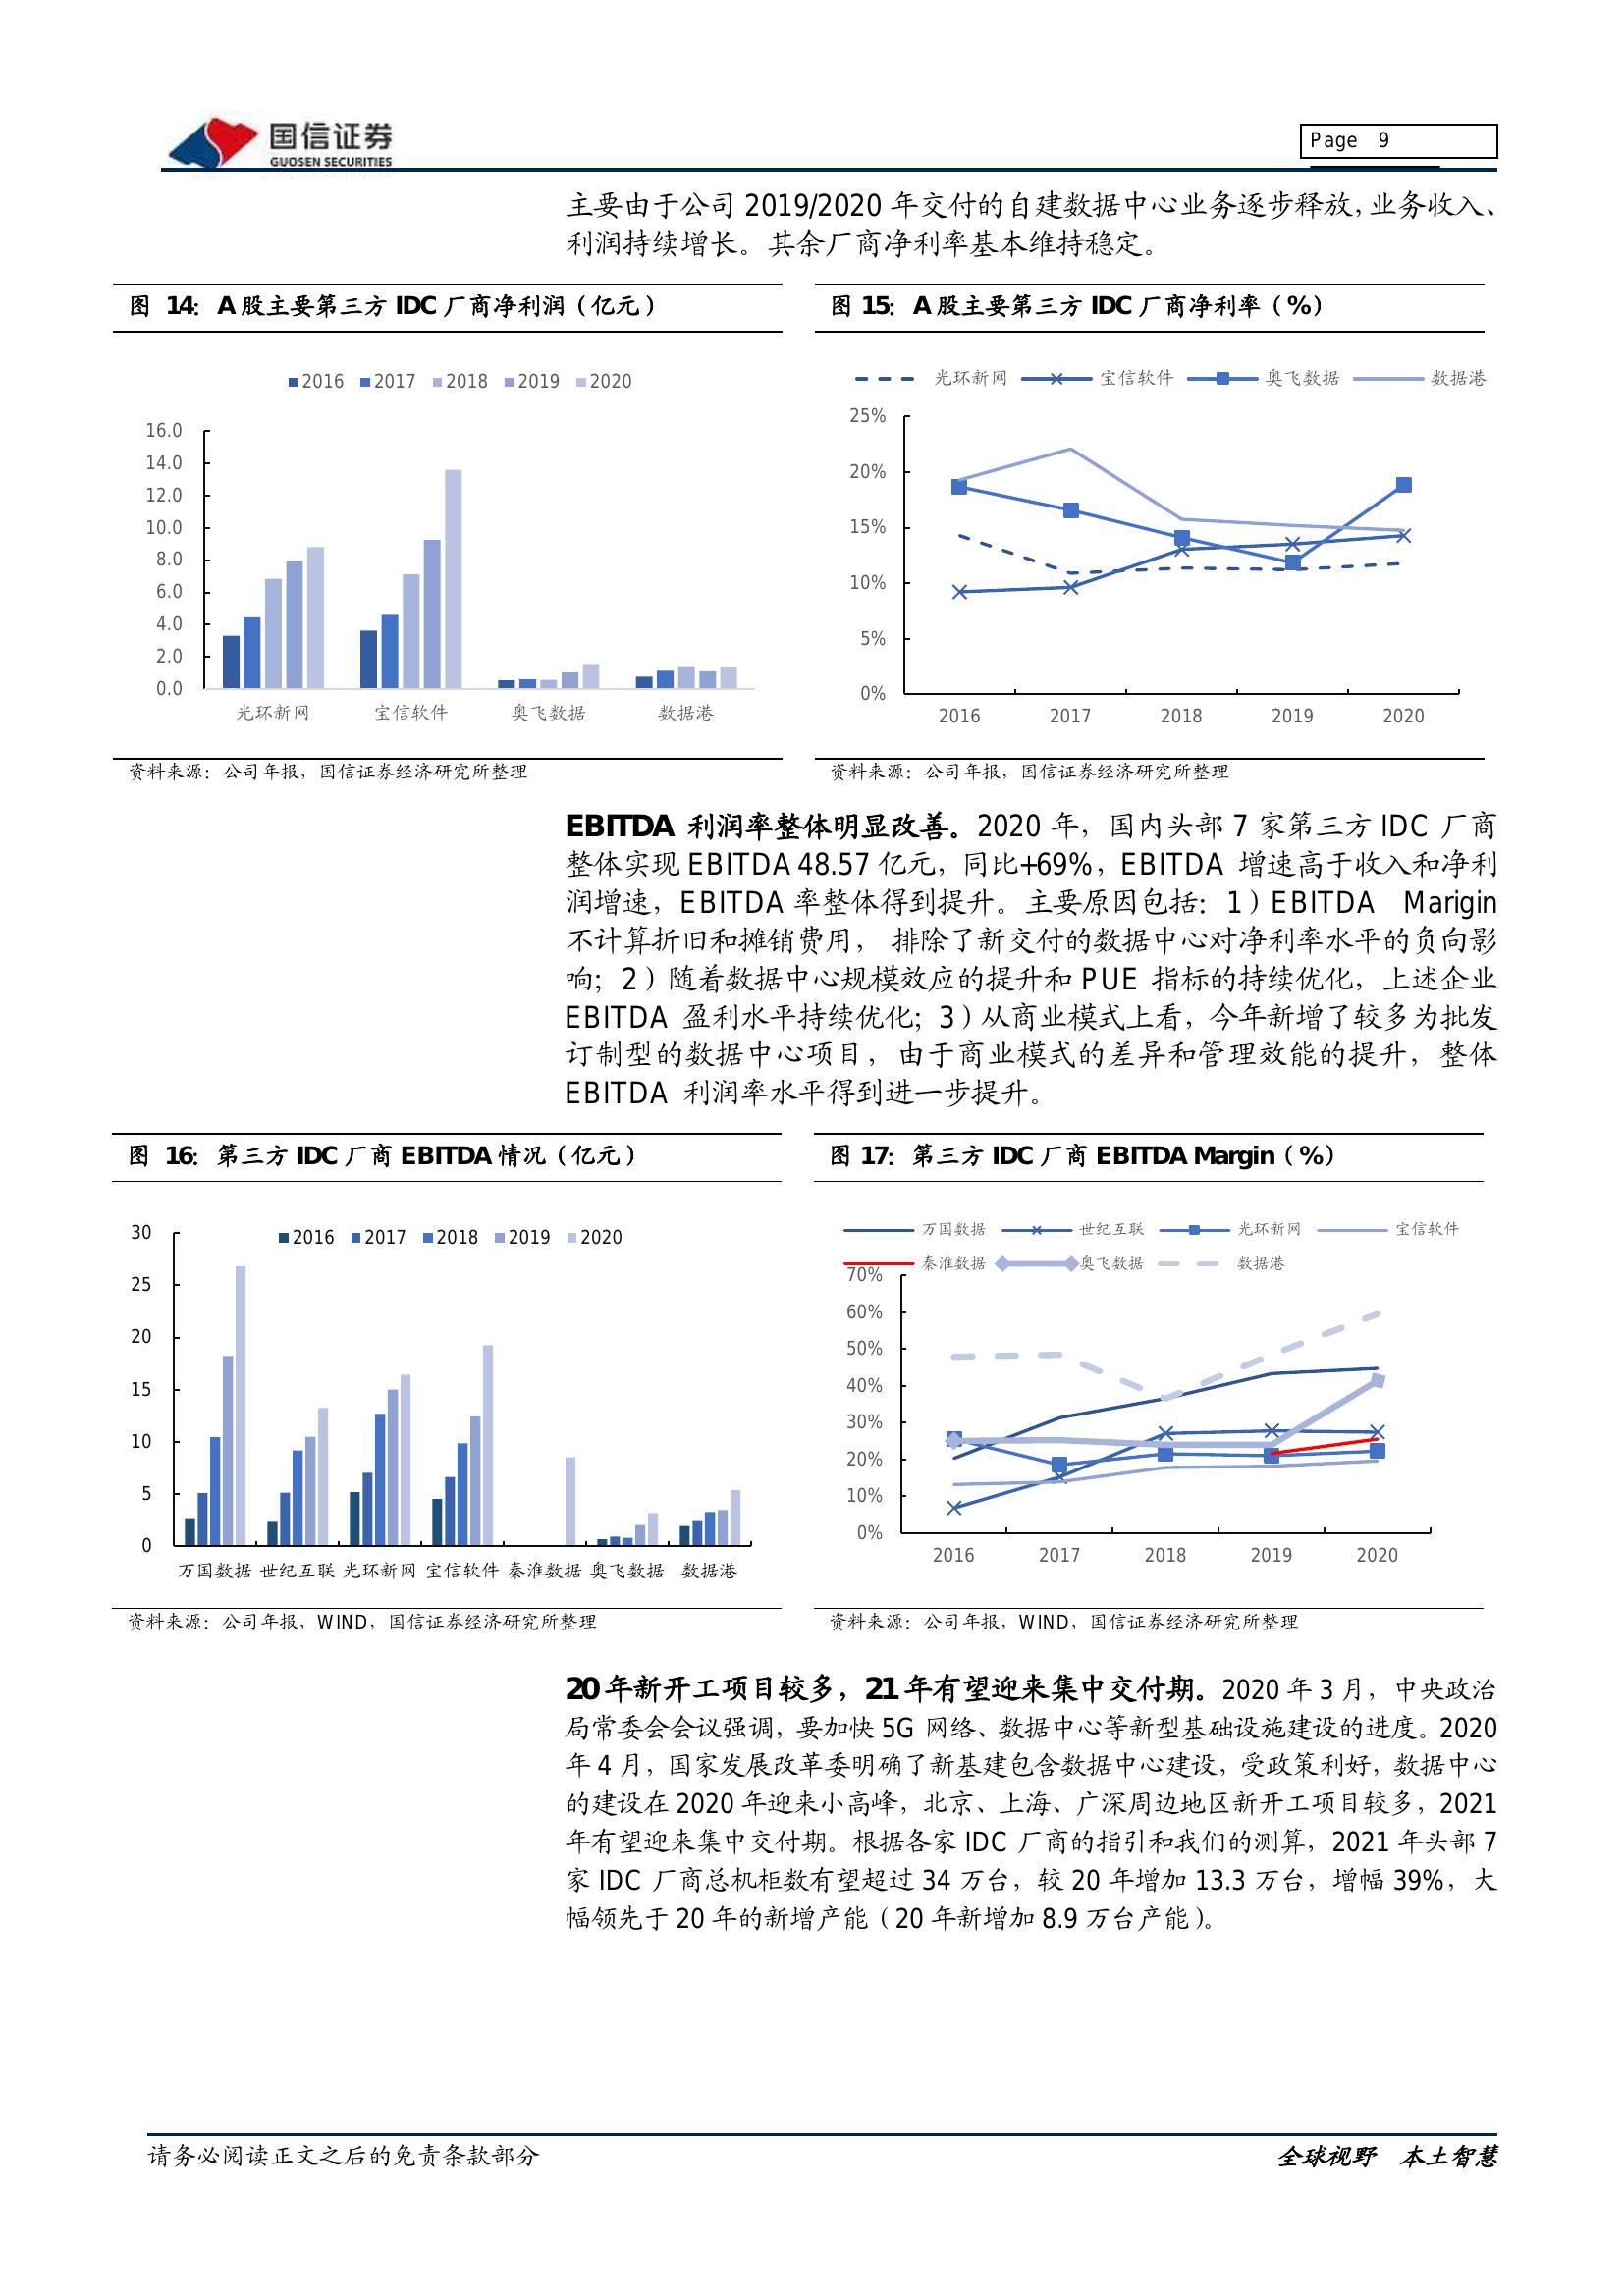 国信证券
GUOSEN SECURITIES
Page 9
主要由于公司 2019/2020 年交付的自建数据中心业务逐步释放，业务收入、
利润持续增长。其余厂商净利率基本维持稳定。
图 14：A 股主要第三方 IDC 厂商净利润（亿元）
2016 2017 2018 2019 2020
16.0
14.0
12.0
10.0
8.0
6.0
4.0
2.0
0.0
光环新网 宝信软件 奥飞数据 数据港
资料来源：公司年报，国信证券经济研究所整理
图 15：A 股主要第三方 IDC 厂商净利率（%）
光环新网 宝信软件 奥飞数据 数据港
25%
20%
15%
10%
5%
0%
2016 2017 2018 2019 2020
资料来源：公司年报，国信证券经济研究所整理
EBITDA 利润率整体明显改善。2020 年，国内头部 7 家第三方 IDC 厂商
整体实现 EBITDA 48.57 亿元，同比+69%，EBITDA 增速高于收入和净利
润增速，EBITDA 率整体得到提升。主要原因包括：1）EBITDA Marigin
不计算折旧和摊销费用， 排除了新交付的数据中心对净利率水平的负向影
响；2）随着数据中心规模效应的提升和 PUE 指标的持续优化，上述企业
EBITDA 盈利水平持续优化；3）从商业模式上看，今年新增了较多为批发
订制型的数据中心项目，由于商业模式的差异和管理效能的提升，整体
EBITDA 利润率水平得到进一步提升。
图 16：第三方 IDC 厂商 EBITDA 情况（亿元）
2016 2017 2018 2019 2020
30
25
20
15
10
5
0
万国数据 世纪互联 光环新网 宝信软件 秦淮数据 奥飞数据 数据港
资料来源：公司年报，WIND，国信证券经济研究所整理
图 17：第三方 IDC 厂商 EBITDA Margin（%）
万国数据 世纪互联 光环新网 宝信软件
秦淮数据 奥飞数据 数据港
70%
60%
50%
40%
30%
20%
10%
0%
2016 2017 2018 2019 2020
资料来源：公司年报，WIND，国信证券经济研究所整理
20 年新开工项目较多，21 年有望迎来集中交付期。2020 年 3 月，中央政治
局常委会会议强调，要加快 5G 网络、数据中心等新型基础设施建设的进度。2020
年 4 月，国家发展改革委明确了新基建包含数据中心建设，受政策利好，数据中心
的建设在 2020 年迎来小高峰，北京、上海、广深周边地区新开工项目较多，2021
年有望迎来集中交付期。根据各家 IDC 厂商的指引和我们的测算，2021 年头部 7
家 IDC 厂商总机柜数有望超过 34 万台，较 20 年增加 13.3 万台，增幅 39%，大
幅领先于 20 年的新增产能（20 年新增加 8.9 万台产能）。
请务必阅读正文之后的免责条款部分
全球视野 本土智慧